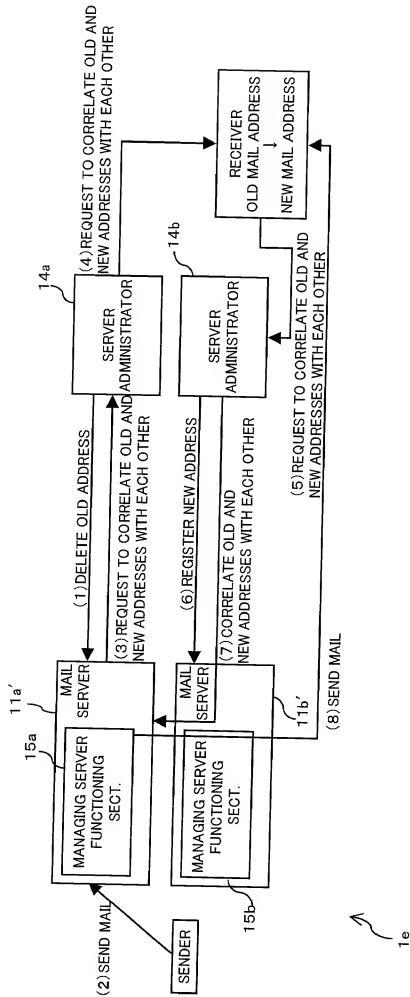 (4)REQUEST TO CORRELATE OLD AND
NEW ADDRESSES WITH EACH OTHER
14a
SERVER
ADMINISTRATOR
14b
SERVER
ADMINISTRATOR
RECEIVER
OLD MAIL ADDRESS
↓
NEW MAIL ADDRESS
(1)DELETE OLD ADDRESS
(3)REQUEST TO CORRELATE OLD AND
NEW ADDRESSES WITH EACH OTHER
(6)REGISTER NEW ADDRESS
(7)CORRELATE OLD AND
NEW ADDRESSES WITH EACH OTHER
(5)REQUEST TO CORRELATE OLD AND
NEW ADDRESSES WITH EACH OTHER
11a'
MAIL
SERVER
15a
MANAGING SERVER
FUNCTIONING
SECT.
MAIL
SERVER
11b'
MANAGING SERVER
FUNCTIONING
SECT.
15b
(8)SEND MAIL
(2)SEND MAIL
SENDER
1e